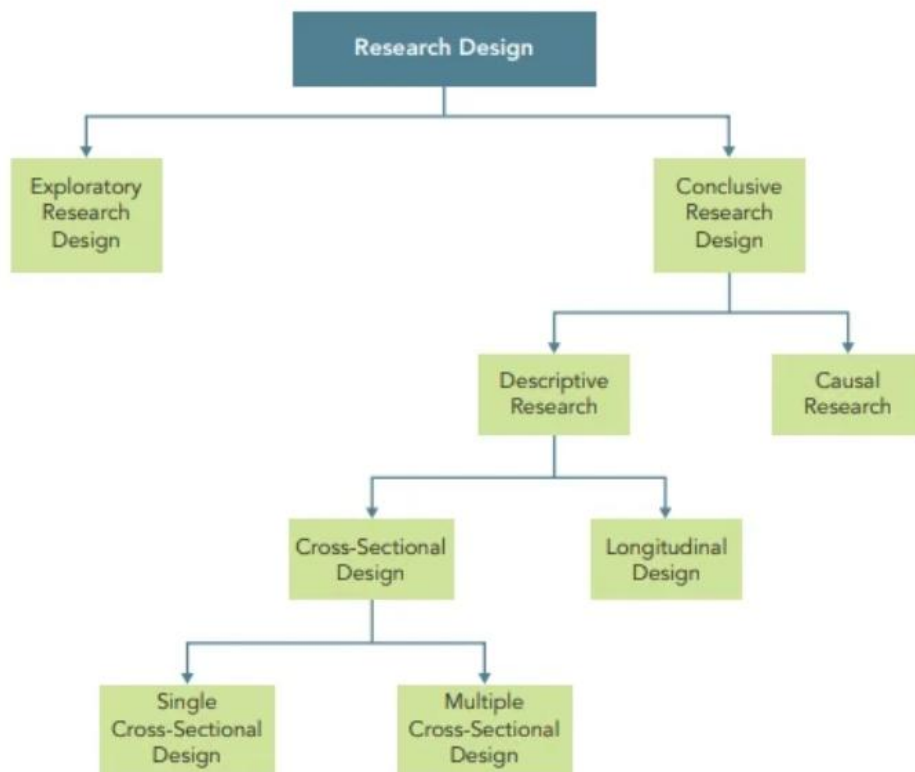 Research Design
Exploratory
Research
Design
Conclusive
Research
Design
Descriptive
Research
Causal
Research
Cross-Sectional
Design
Longitudinal
Design
Single
Cross-Sectional
Design
Multiple
Cross-Sectional
Design